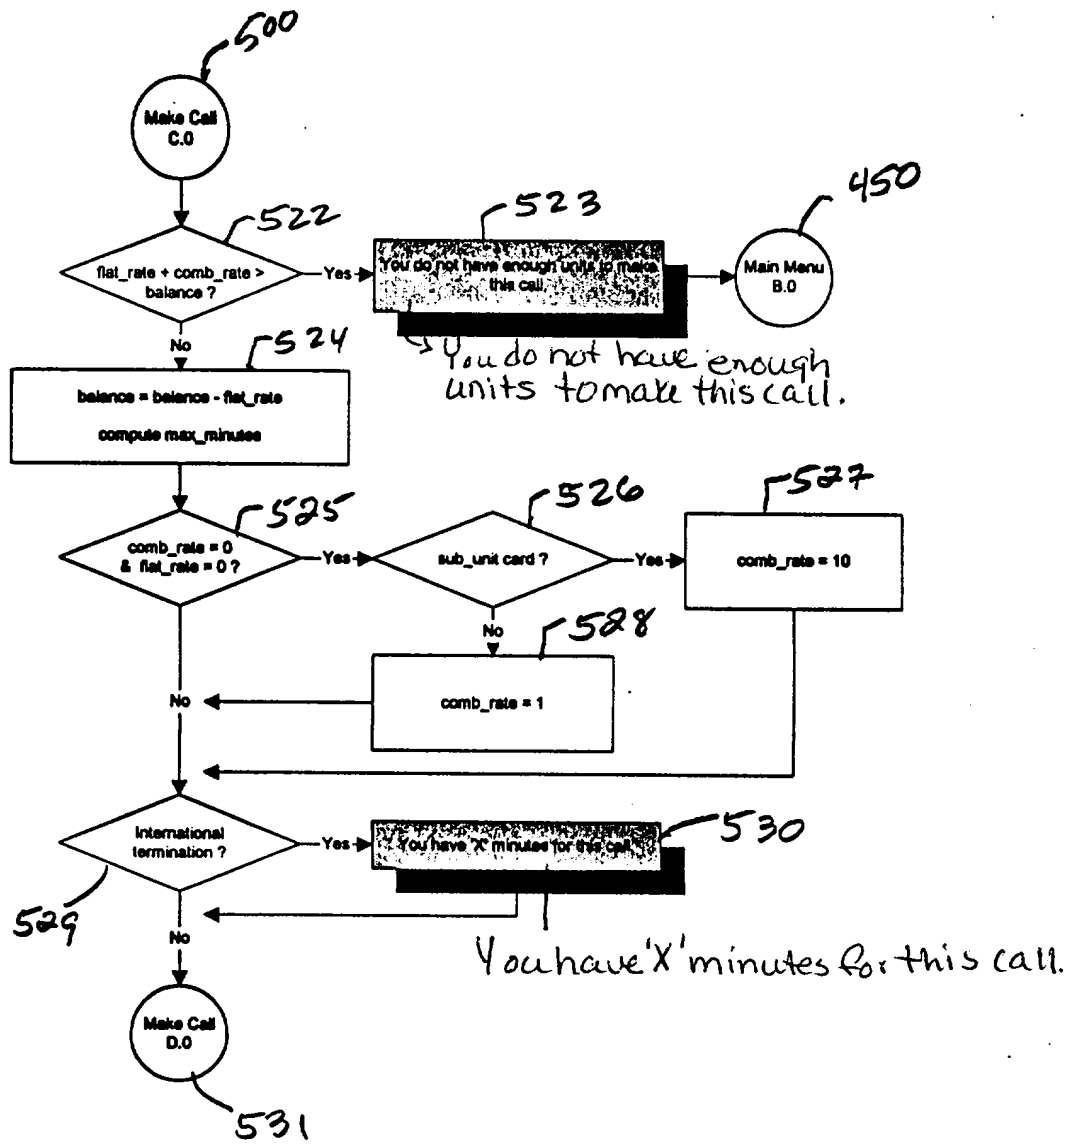 500
Make Call
C.0
522
flat_rate + comb_rate >
balance ?
Yes
523
You do not have enough units to make
this call.
450
Main Menu
B.0
You do not have enough
units to make this call.
No
524
balance = balance - flat_rate
compute max_minutes
525
comb_rate = 0
& flat_rate = 0 ?
Yes
526
sub_unit card ?
Yes
527
comb_rate = 10
No
528
comb_rate = 1
No
International
termination ?
529
Yes
530
You have 'X' minutes for this call.
You have 'X' minutes for this call.
No
Make Call
D.0
531